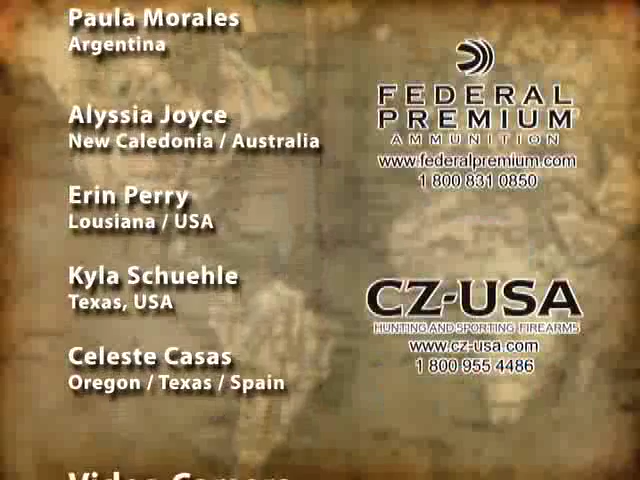 Paula Morales
Argentina
Alyssia Joyce
New Caledonia / Australia
Erin Perry
Lousiana / USA
Kyla Schuehle
Texas, USA
Celeste Casas
Oregon / Texas / Spain
Video Camera
FEDERAL
PREMIUM
AMMUNITION
www.federalpremium.com
1 800 831 0850
CZ-USA
HUNTING AND SPORTING FIREARMS
www.cz-usa.com
1 800 955 4486